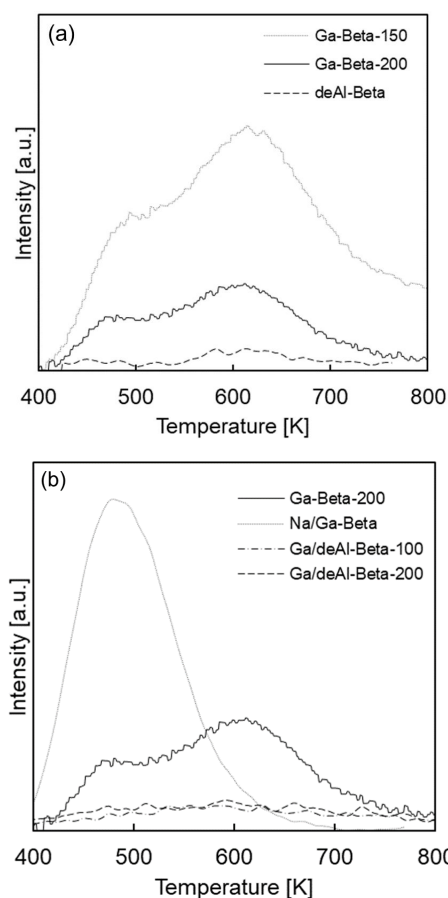 (a)
Ga-Beta-150
Ga-Beta-200
deAl-Beta
Intensity [a.u.]
400 500 600 700 800
Temperature [K]
(b)
Ga-Beta-200
Na/Ga-Beta
Ga/deAl-Beta-100
Ga/deAl-Beta-200
Intensity [a.u.]
400 500 600 700 800
Temperature [K]